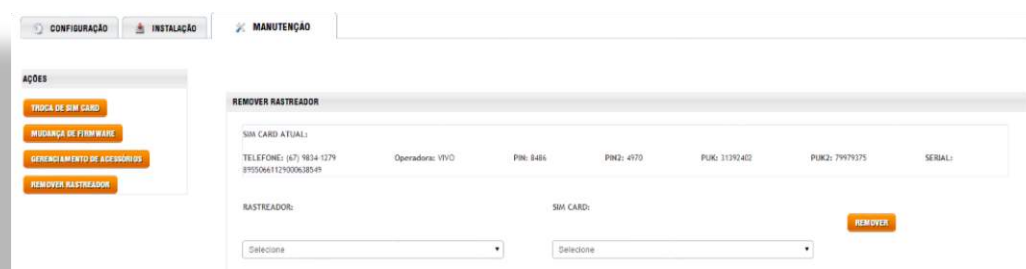 CONFIGURAÇÃO INSTALAÇÃO MANUTENÇÃO
AÇÕES
TROCA DE SIM CARD
MUDANÇA DE FIRMWARE
GERENCIAMENTO DE ACESSÓRIOS
REMOVER RASTREADOR
REMOVER RASTREADOR
SIM CARD ATUAL:
TELEFONE: (67) 9834-1279 Operadora: VIVO PIN: 8486 PIN2: 4970 PUK: 31392402 PUK2: 79979375 SERIAL:
89550661129000638549
RASTREADOR: SIM CARD:
REMOVER
Selecione Selecione